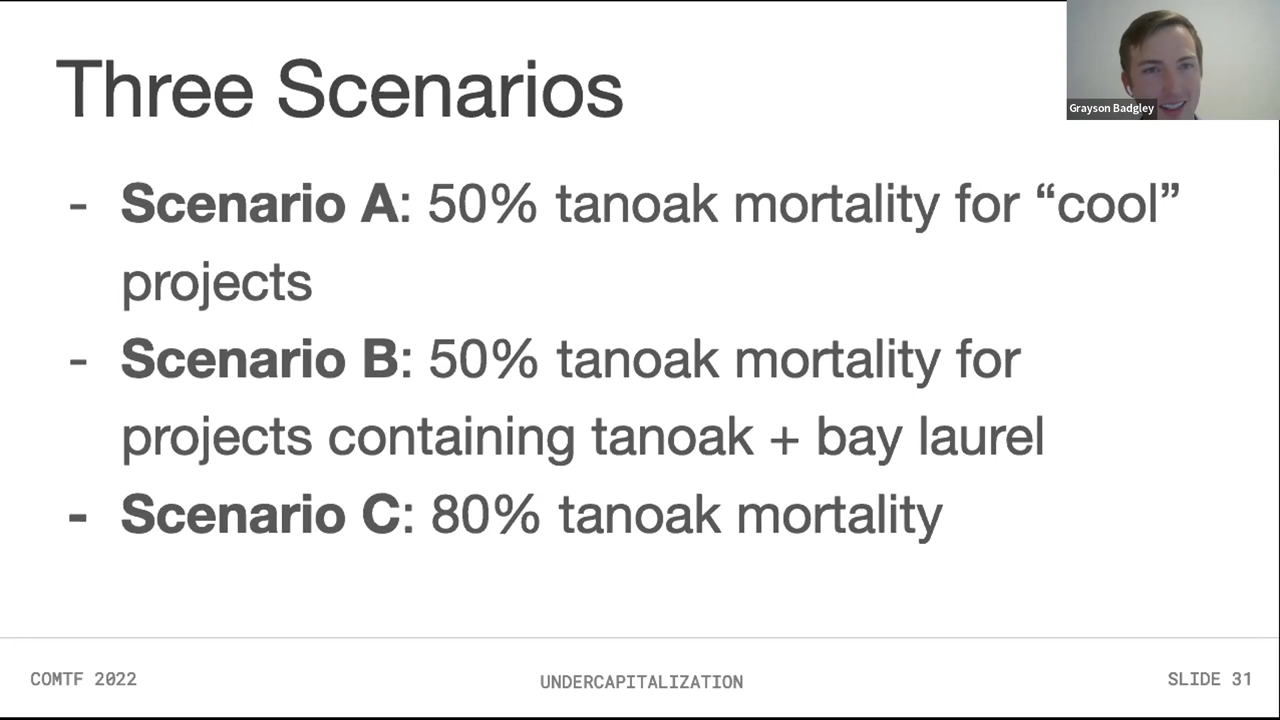 Three Scenarios
Grayson Badgley
- Scenario A: 50% tanoak mortality for “cool”
projects
- Scenario B: 50% tanoak mortality for
projects containing tanoak + bay laurel
- Scenario C: 80% tanoak mortality
COMTF 2022
UNDERCAPITALIZATION
SLIDE 31